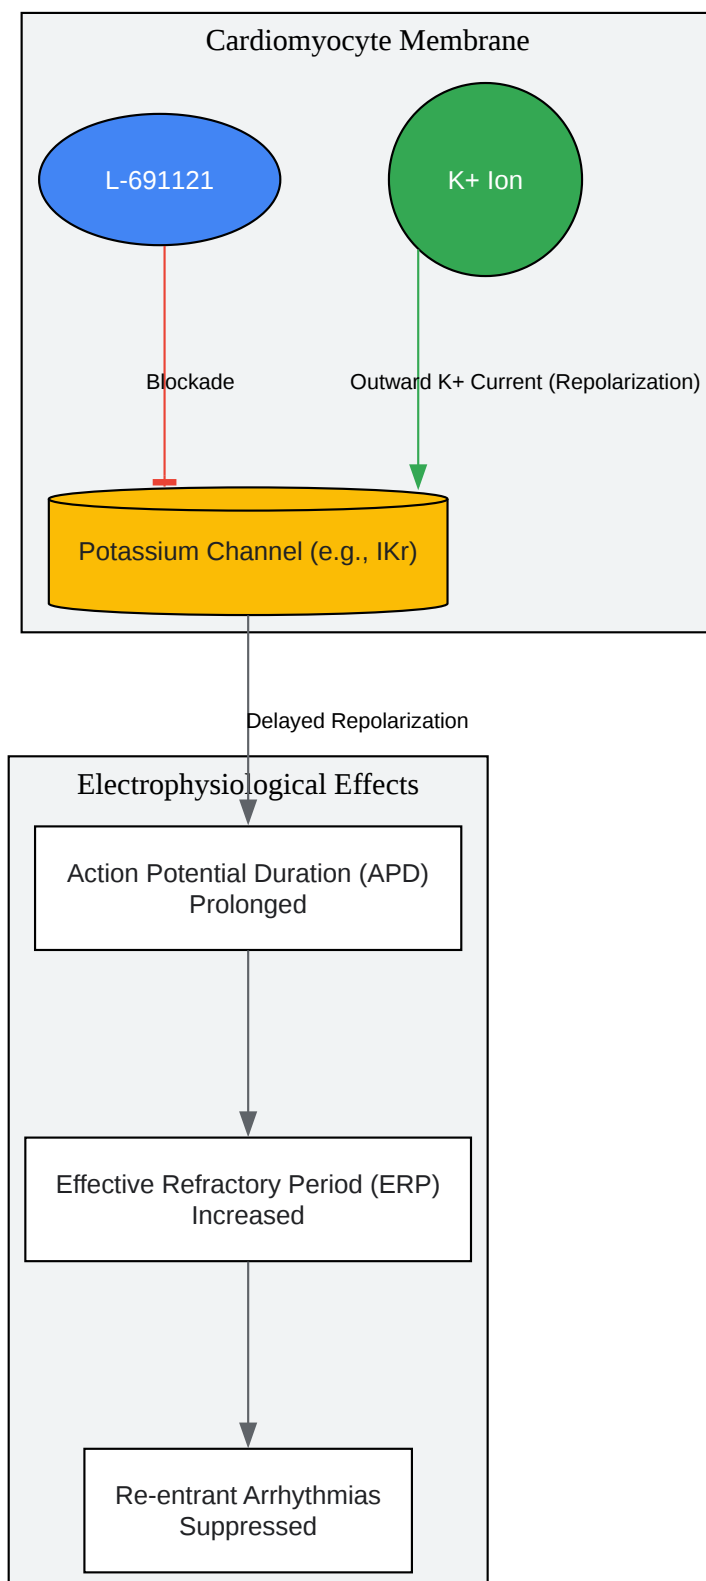 Cardiomyocyte Membrane
L-691121
K+ Ion
Blockade
Outward K+ Current (Repolarization)
Potassium Channel (e.g., IKr)
Delayed Repolarization
Electrophysiological Effects
Action Potential Duration (APD)
Prolonged
Effective Refractory Period (ERP)
Increased
Re-entrant Arrhythmias
Suppressed